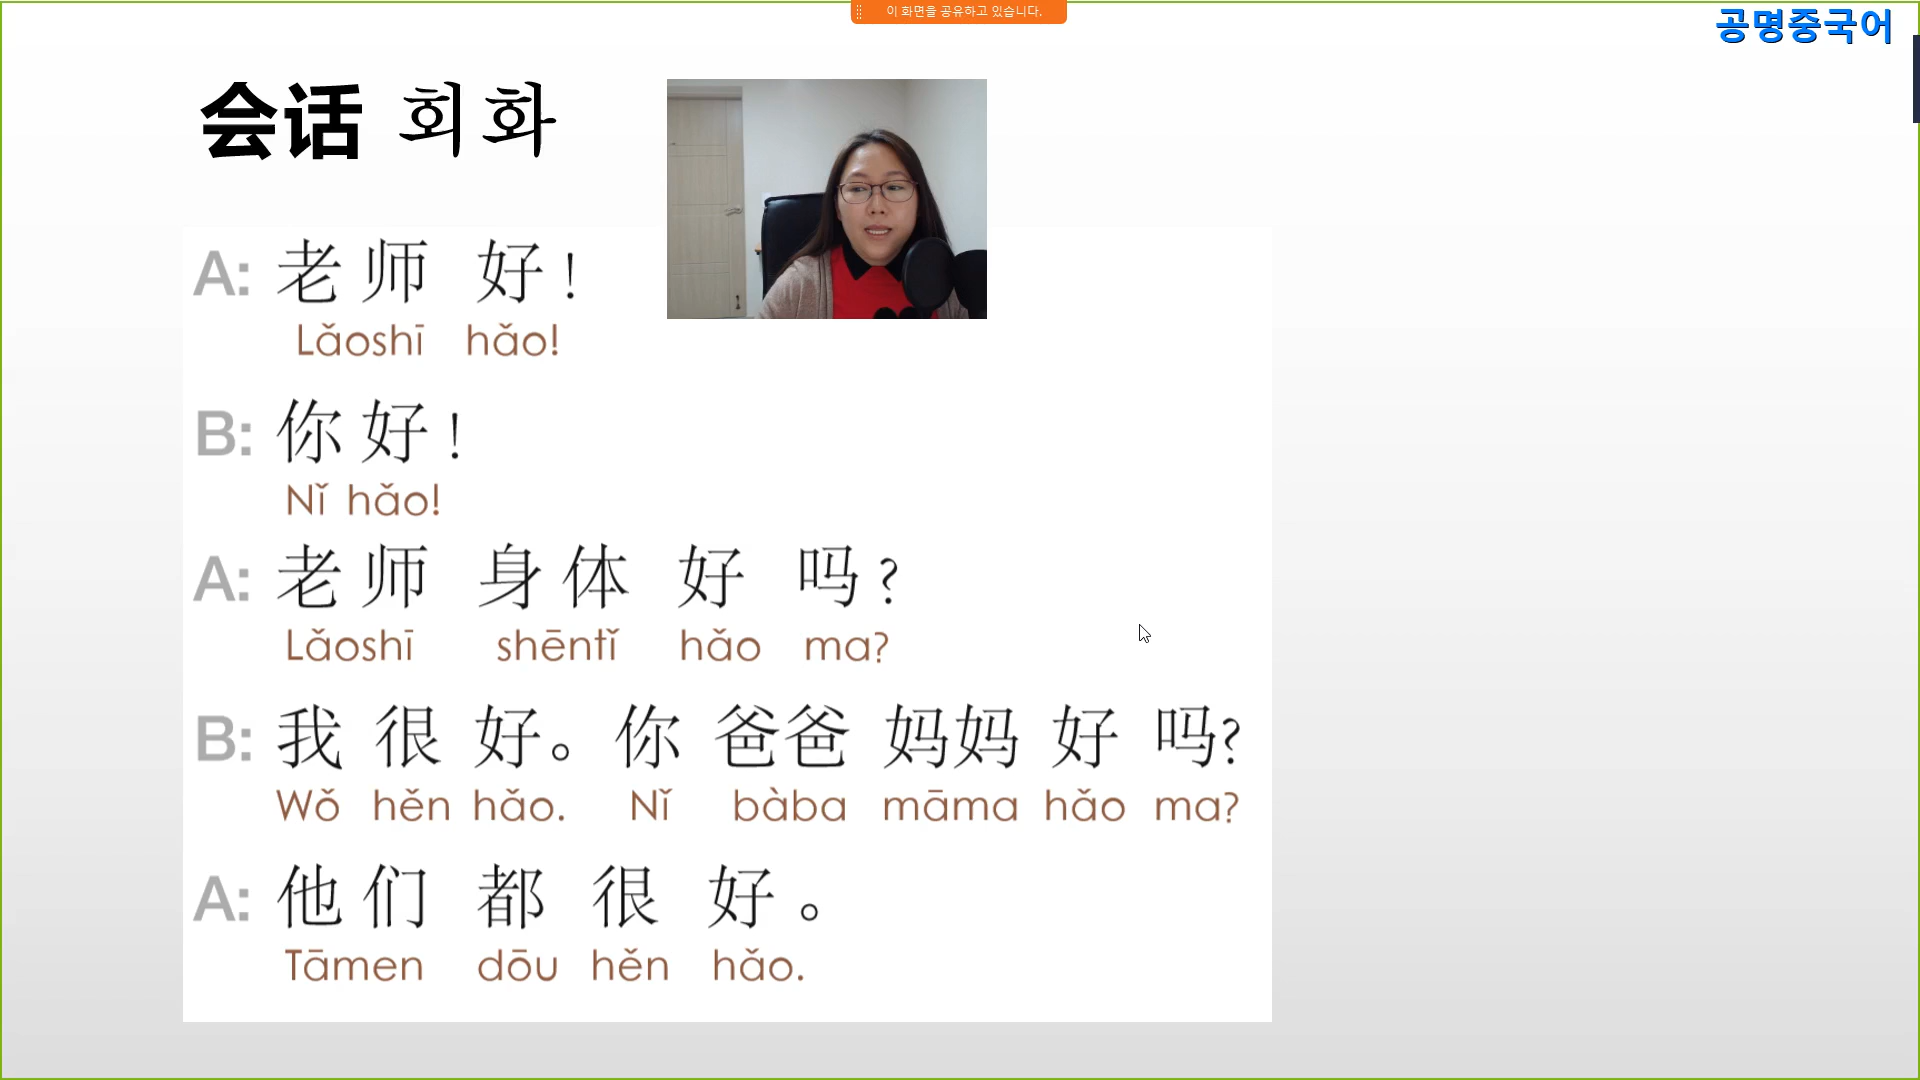 이 화면을 공유하고 있습니다.
공명중국어
会话 회화
A: 老师 好！
Lǎoshī hǎo!
B: 你好！
Nǐ hǎo!
A: 老师 身体 好 吗？
Lǎoshī shēntǐ hǎo ma?
B: 我 很 好。你 爸爸 妈妈 好 吗？
Wǒ hěn hǎo. Nǐ bàba māma hǎo ma?
A: 他们 都 很 好。
Tāmen dōu hěn hǎo.